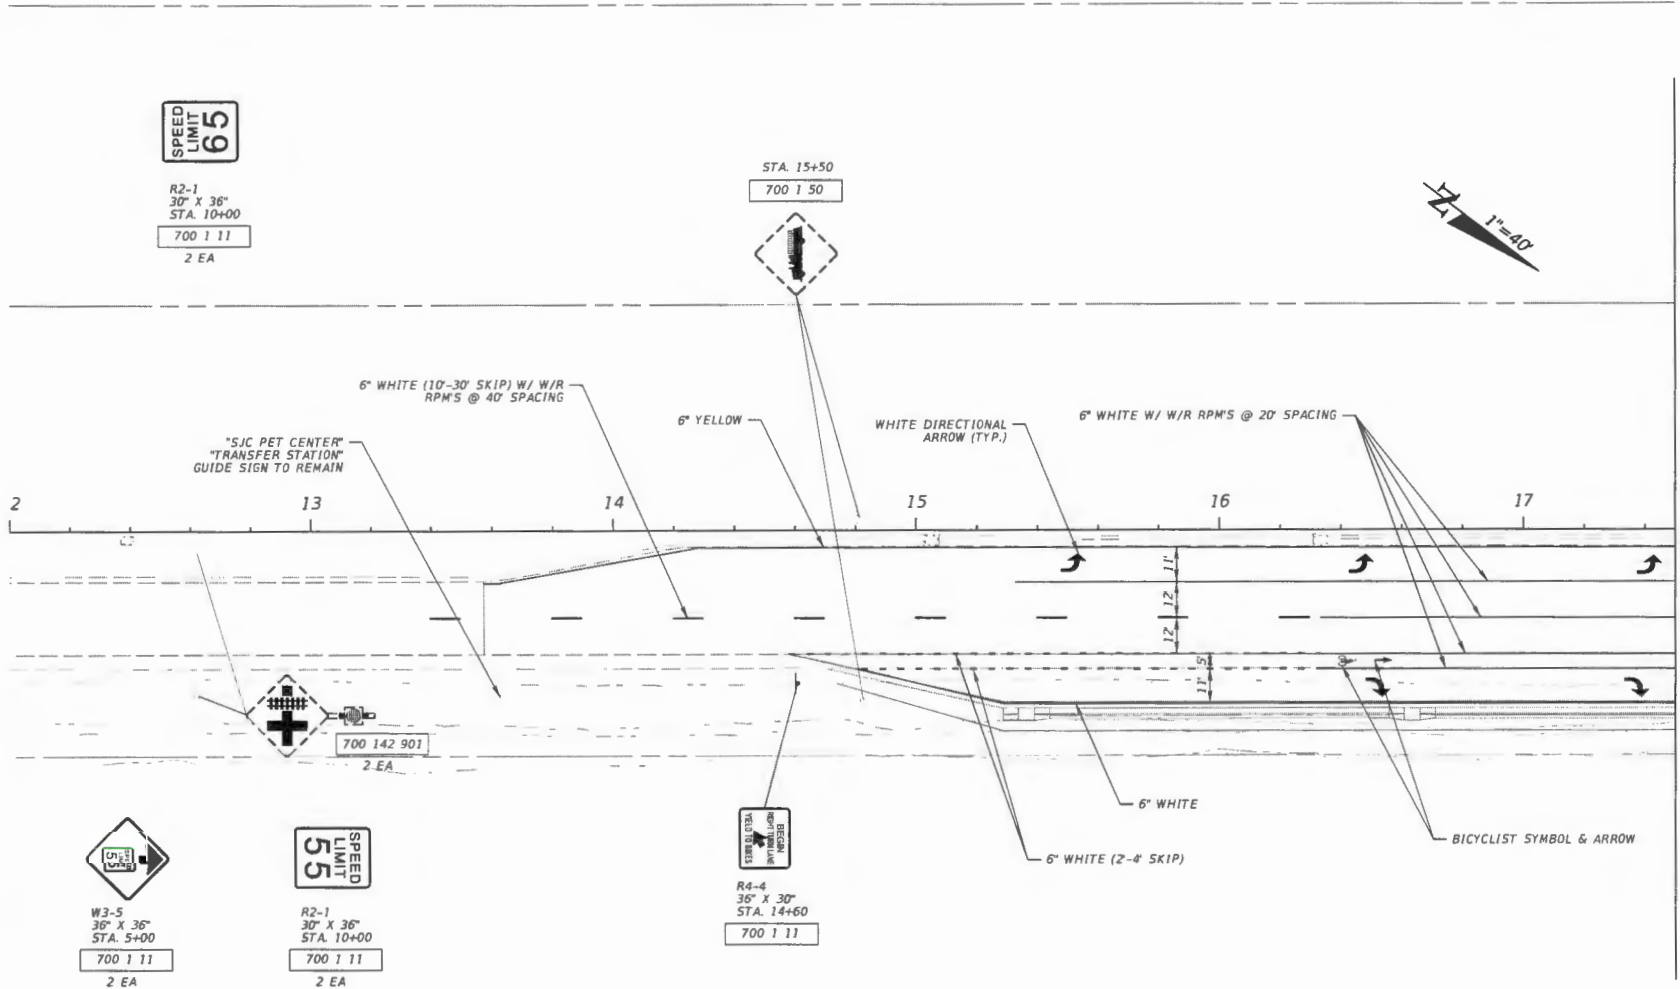 SPEED
LIMIT
65
R2-1
30" X 36"
STA. 10+00
700 1 11
2 EA
STA. 15+50
700 1 50
N
1"=40'
6" WHITE (10'-30' SKIP) W/ W/R
RPM'S @ 40' SPACING
"SJC PET CENTER"
"TRANSFER STATION"
GUIDE SIGN TO REMAIN
6" YELLOW
WHITE DIRECTIONAL
ARROW (TYP.)
6" WHITE W/ W/R RPM'S @ 20' SPACING
2
13
14
15
16
17
11'
12'
12'
5'
11'
700 142 901
2 EA
6" WHITE
6" WHITE (2'-4' SKIP)
BICYCLIST SYMBOL & ARROW
SPEED
LIMIT
55
W3-5
36" X 36"
STA. 5+00
700 1 11
2 EA
SPEED
LIMIT
55
R2-1
30" X 36"
STA. 10+00
700 1 11
2 EA
BEGIN
RIGHT TURN LANE
YIELD TO BIKES
R4-4
36" X 30"
STA. 14+60
700 1 11